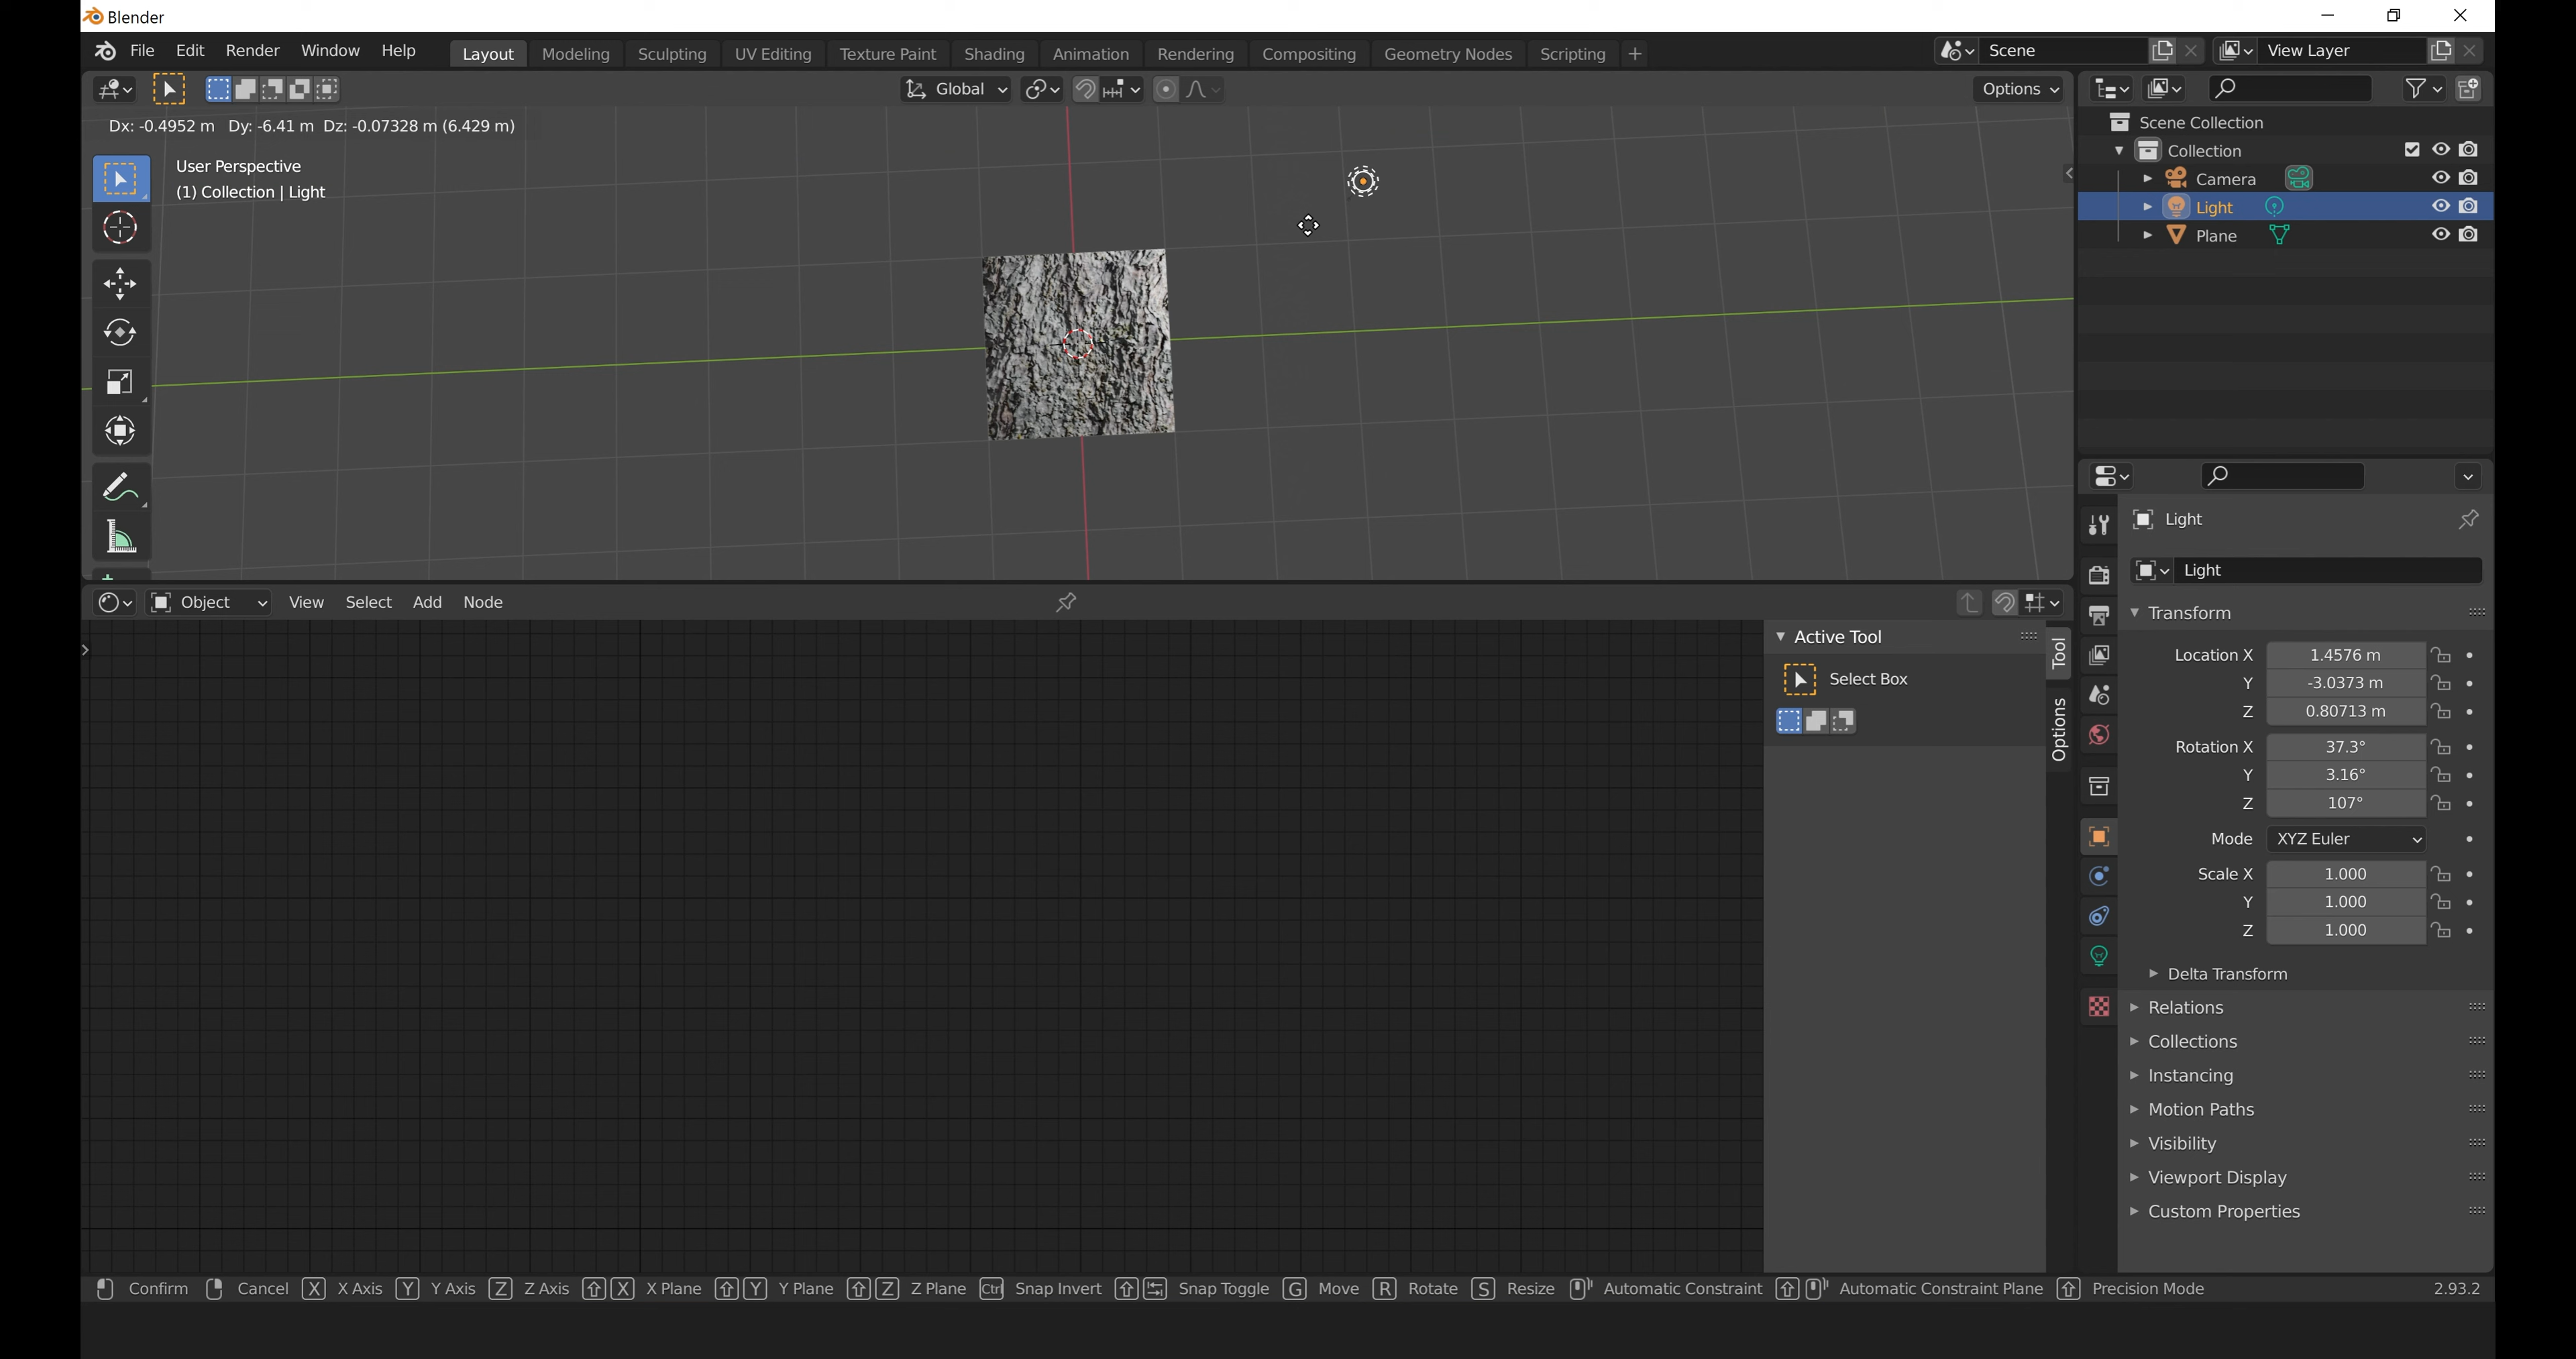 Blender
File Edit Render Window Help Layout Modeling Sculpting UV Editing Texture Paint Shading Animation Rendering Compositing Geometry Nodes Scripting + Scene View Layer
Global Options
Dx: -0.4952 m Dy: -6.41 m Dz: -0.07328 m (6.429 m)
User Perspective
(1) Collection | Light
Scene Collection
Collection
Camera
Light
Plane
Light
Light
Transform
Location X 1.4576 m
Y -3.0373 m
Z 0.80713 m
Rotation X 37.3°
Y 3.16°
Z 107°
Mode XYZ Euler
Scale X 1.000
Y 1.000
Z 1.000
Delta Transform
Relations
Collections
Instancing
Motion Paths
Visibility
Viewport Display
Custom Properties
Object View Select Add Node
Active Tool
Select Box
Tool
Options
Confirm Cancel X X Axis Y Y Axis Z Z Axis X X Plane Y Y Plane Z Z Plane Ctrl Snap Invert Snap Toggle G Move R Rotate S Resize Automatic Constraint Automatic Constraint Plane Precision Mode 2.93.2